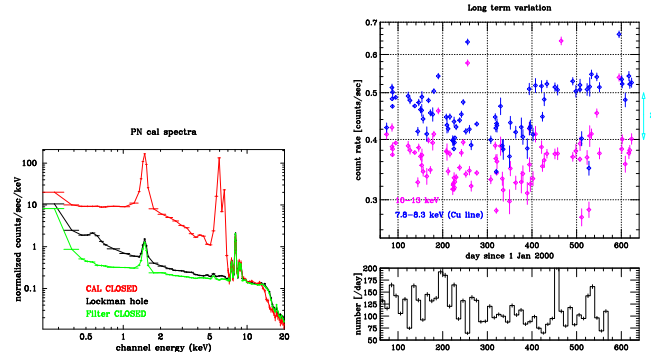 PN cal spectra
normalized counts/sec/keV
100
10
1
0.1
CAL CLOSED
Lockman hole
Filter CLOSED
0.5
1
2
5
10
20
channel energy (keV)
Long term variation
count rate [counts/sec]
0.7
0.6
0.5
0.4
0.3
10-13 keV
7.8-8.3 keV (Cu line)
100
200
300
400
500
600
day since 1 Jan 2000
number [/day]
200
175
150
125
100
75
50
100
200
300
400
500
600